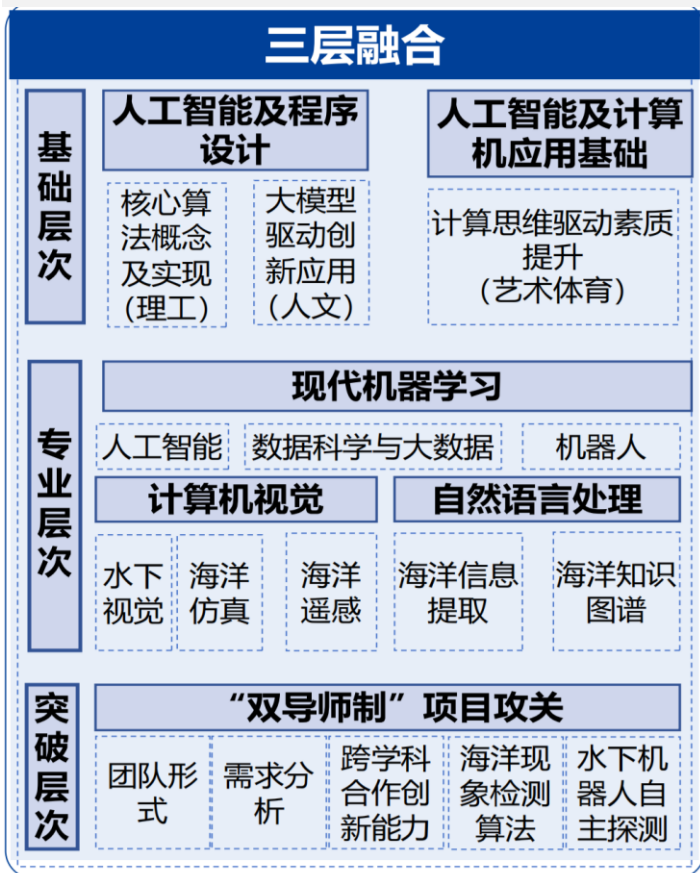 三层融合
基础层次
人工智能及程序
设计
核心算
法概念
及实现
（理工）
大模型
驱动创
新应用
（人文）
人工智能及计算
机应用基础
计算思维驱动素质
提升
（艺术体育）
专业层次
现代机器学习
人工智能
数据科学与大数据
机器人
计算机视觉
水下
视觉
海洋
仿真
海洋
遥感
自然语言处理
海洋信息
提取
海洋知识
图谱
突破层次
“双导师制”项目攻关
团队形
式
需求分
析
跨学科
合作创
新能力
海洋现
象检测
算法
水下机
器人自
主探测